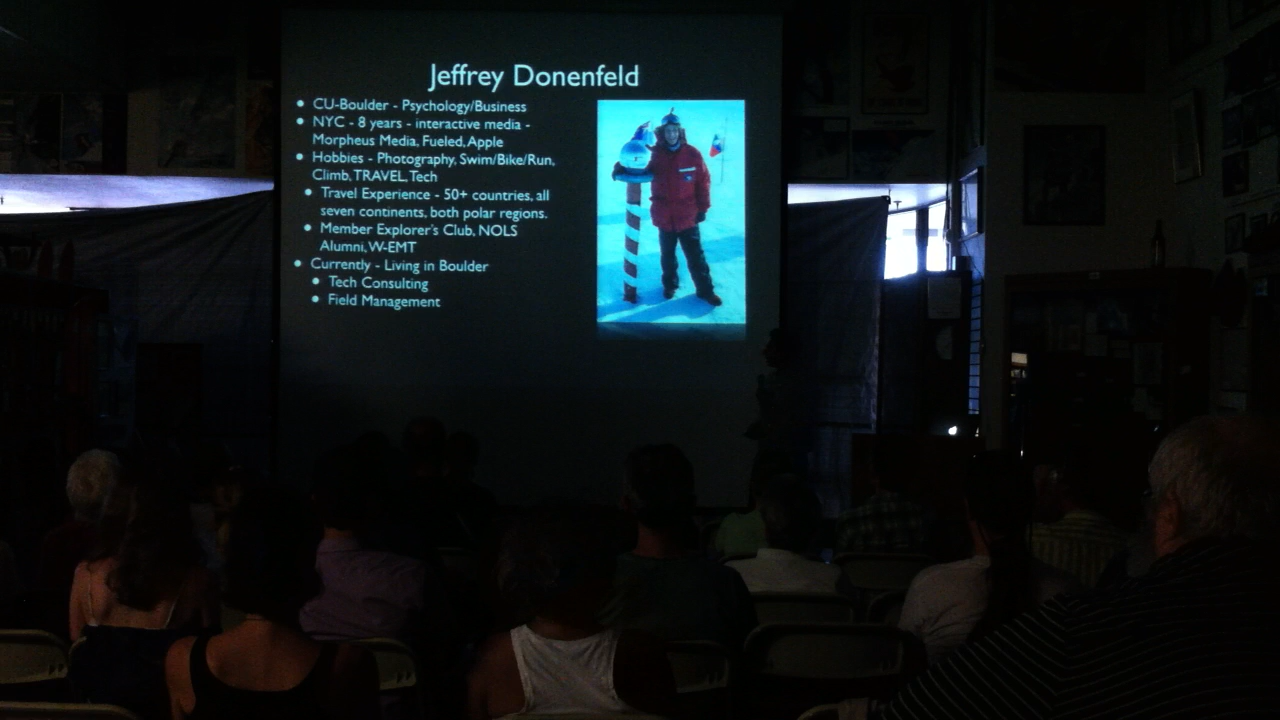 Jeffrey Donenfeld
• CU-Boulder - Psychology/Business
• NYC - 8 years - interactive media -
Morpheus Media, Fueled, Apple
• Hobbies - Photography, Swim/Bike/Run,
Climb, TRAVEL, Tech
• Travel Experience - 50+ countries, all
seven continents, both polar regions.
• Member Explorer's Club, NOLS
Alumni, W-EMT
• Currently - Living in Boulder
• Tech Consulting
• Field Management